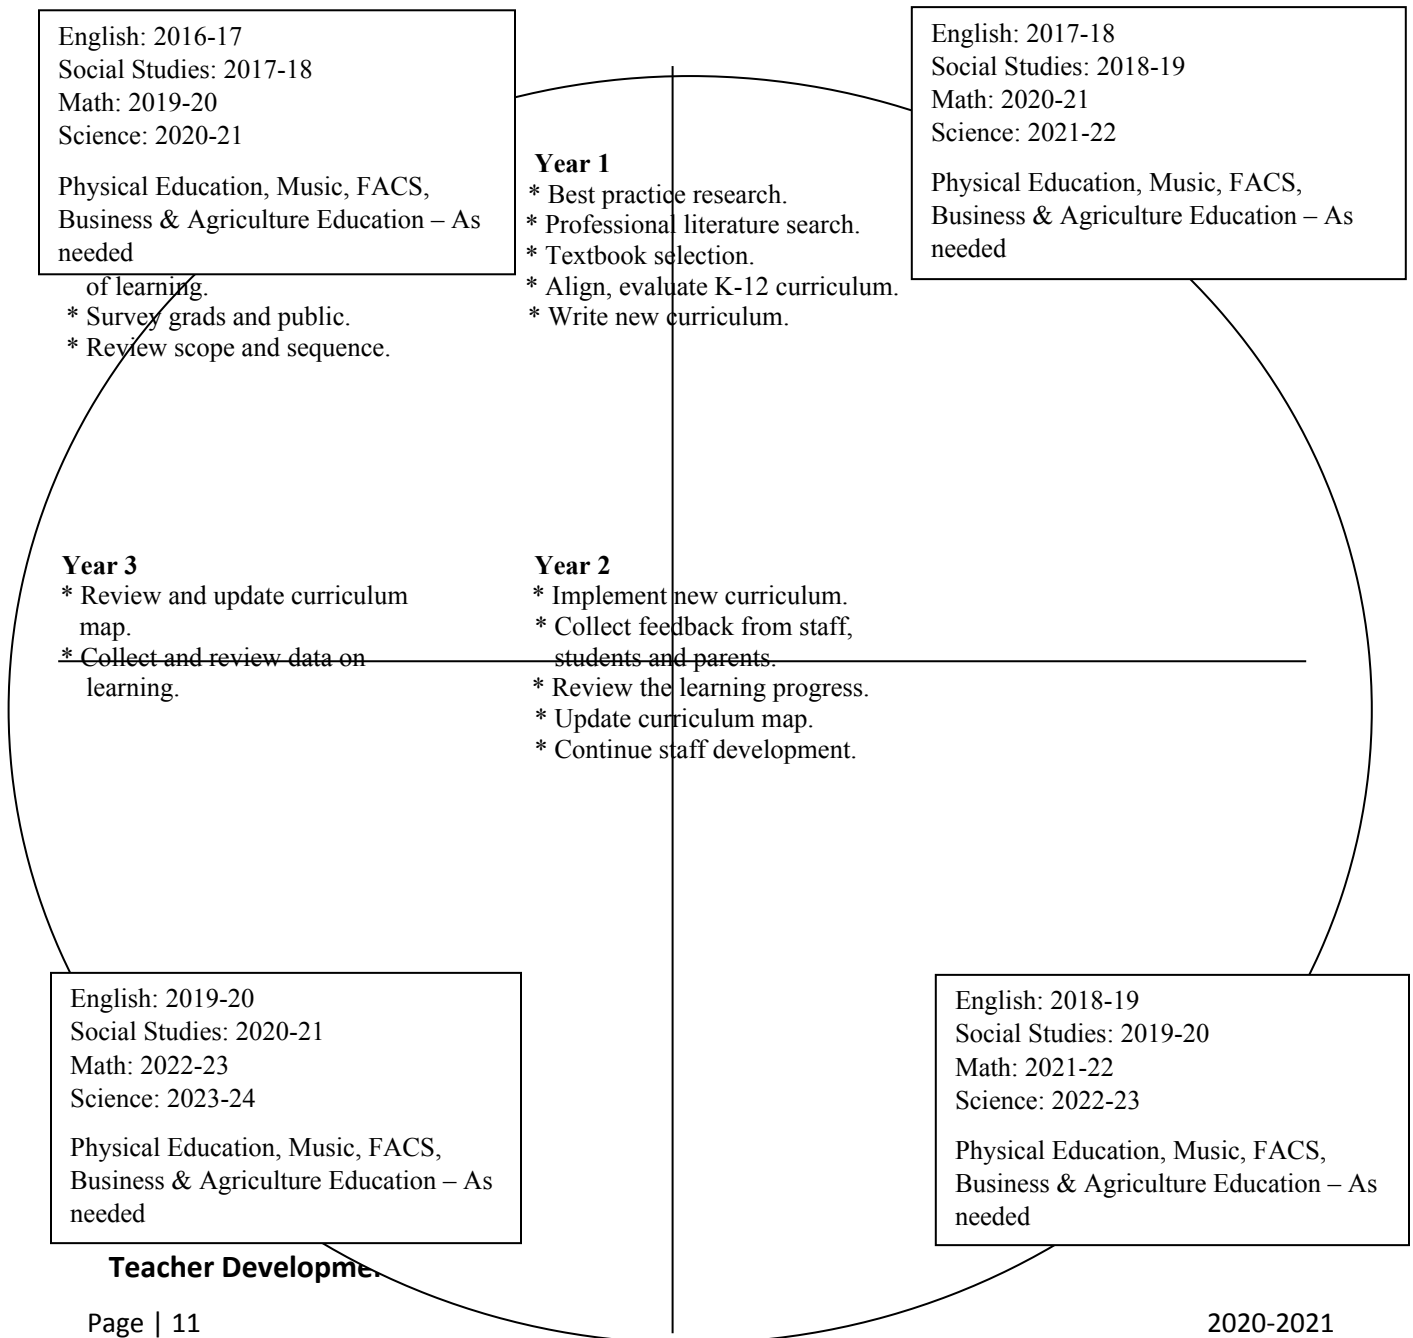 English: 2016-17
Social Studies: 2017-18
Math: 2019-20
Science: 2020-21
Physical Education, Music, FACS,
Business & Agriculture Education – As
needed
English: 2017-18
Social Studies: 2018-19
Math: 2020-21
Science: 2021-22
Physical Education, Music, FACS,
Business & Agriculture Education – As
needed
of learning.
* Survey grads and public.
* Review scope and sequence.
Year 1
* Best practice research.
* Professional literature search.
* Textbook selection.
* Align, evaluate K-12 curriculum.
* Write new curriculum.
Year 3
* Review and update curriculum
map.
* Collect and review data on
learning.
Year 2
* Implement new curriculum.
* Collect feedback from staff,
students and parents.
* Review the learning progress.
* Update curriculum map.
* Continue staff development.
English: 2019-20
Social Studies: 2020-21
Math: 2022-23
Science: 2023-24
Physical Education, Music, FACS,
Business & Agriculture Education – As
needed
English: 2018-19
Social Studies: 2019-20
Math: 2021-22
Science: 2022-23
Physical Education, Music, FACS,
Business & Agriculture Education – As
needed
Teacher
Page | 11
2020-2021